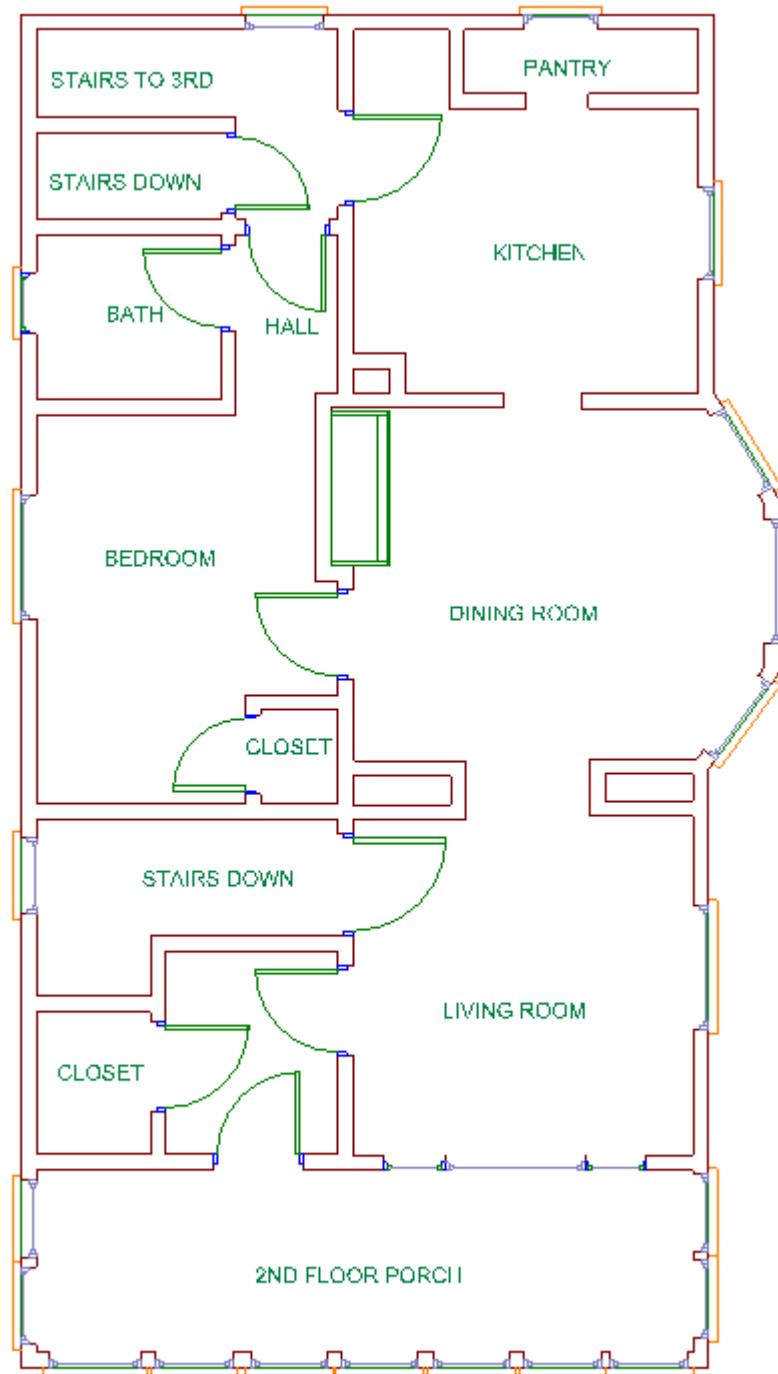 STAIRS TO 3RD
PANTRY
STAIRS DOWN
KITCHEN
BATH
HALL
BEDROOM
DINING ROOM
CLOSET
STAIRS DOWN
LIVING ROOM
CLOSET
2ND FLOOR PORCH